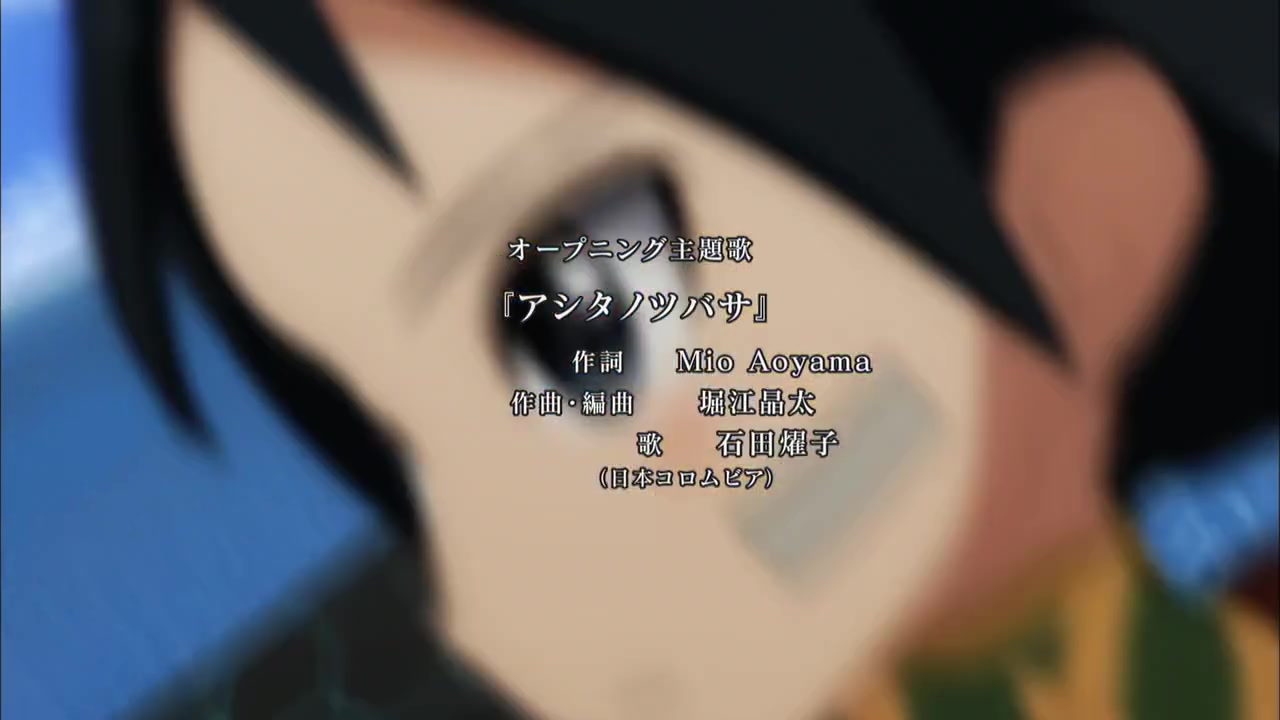 オープニング主題歌
『アシタノツバサ』
作詞 Mio Aoyama
作曲・編曲 堀江晶太
歌 石田燿子
（日本コロムビア）